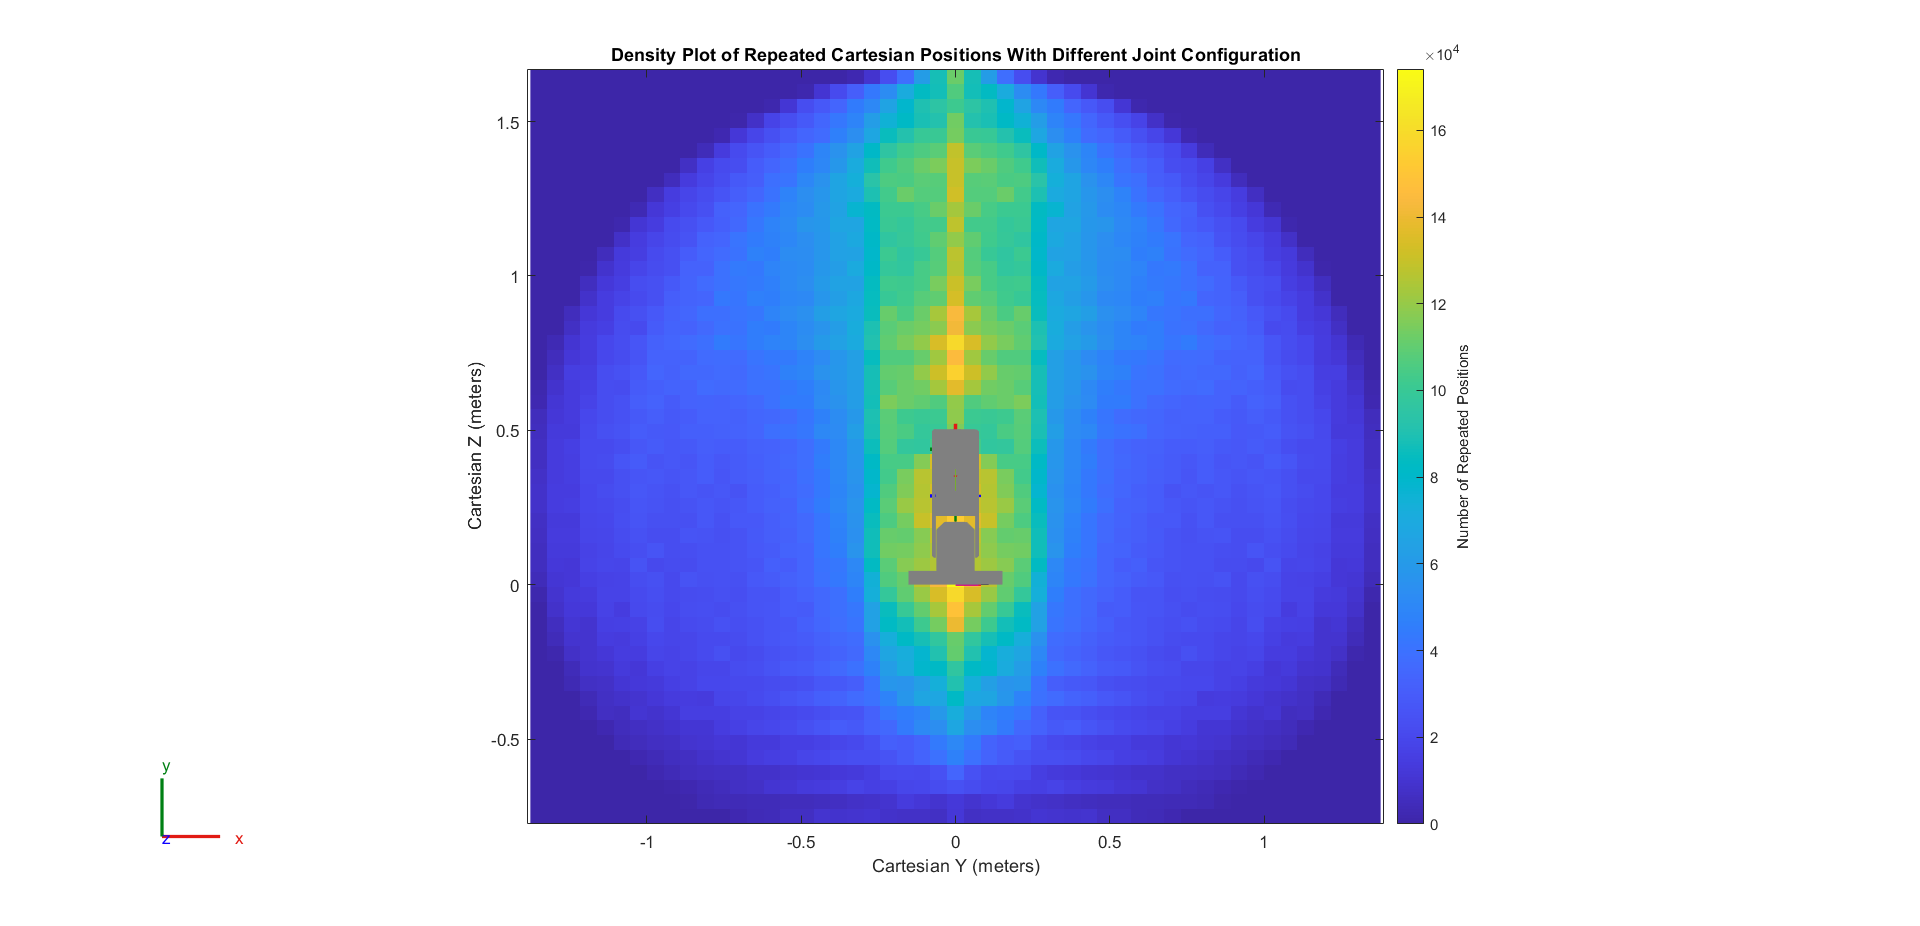 Density Plot of Repeated Cartesian Positions With Different Joint Configuration
×10^4
1.5
1
0.5
0
-0.5
Cartesian Z (meters)
-1
-0.5
0
0.5
1
Cartesian Y (meters)
16
14
12
10
8
6
4
2
0
Number of Repeated Positions
y
z
x